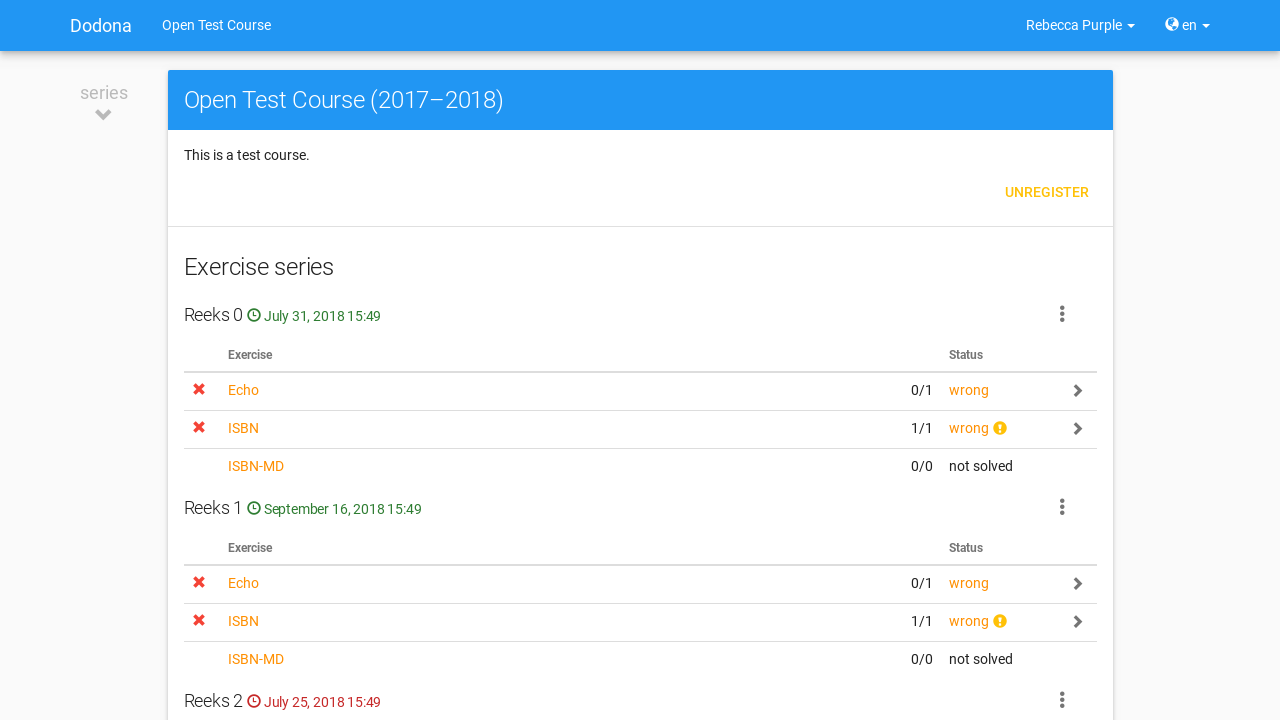 Dodona Open Test Course Rebecca Purple en
series
Open Test Course (2017–2018)
This is a test course.
UNREGISTER
Exercise series
Reeks 0 July 31, 2018 15:49
Exercise Status
Echo 0/1 wrong
ISBN 1/1 wrong
ISBN-MD 0/0 not solved
Reeks 1 September 16, 2018 15:49
Exercise Status
Echo 0/1 wrong
ISBN 1/1 wrong
ISBN-MD 0/0 not solved
Reeks 2 July 25, 2018 15:49